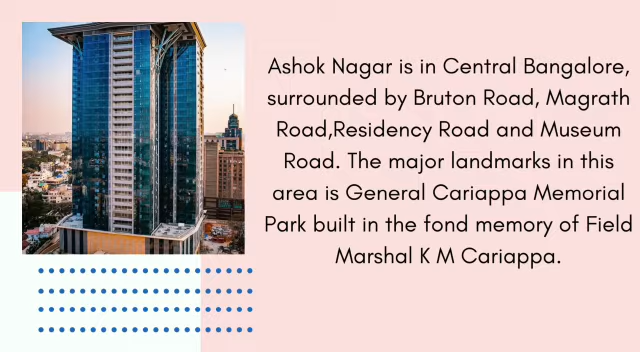 Ashok Nagar is in Central Bangalore,
surrounded by Bruton Road, Magrath
Road,Residency Road and Museum
Road. The major landmarks in this
area is General Cariappa Memorial
Park built in the fond memory of Field
Marshal K M Cariappa.